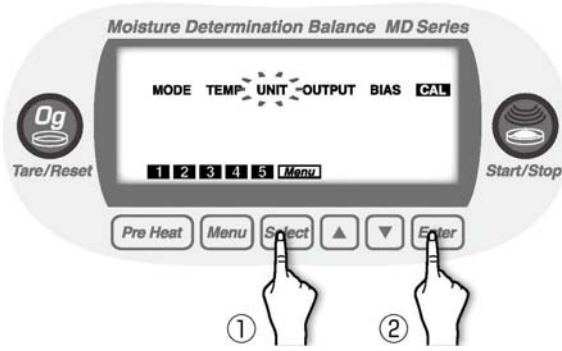 Moisture Determination Balance MD Series
MODE TEMP UNIT OUTPUT BIAS CAL
0g
Tare/Reset
Start/Stop
1 2 3 4 5 Menu
Pre Heat Menu Select ▲ ▼ Enter
① ②